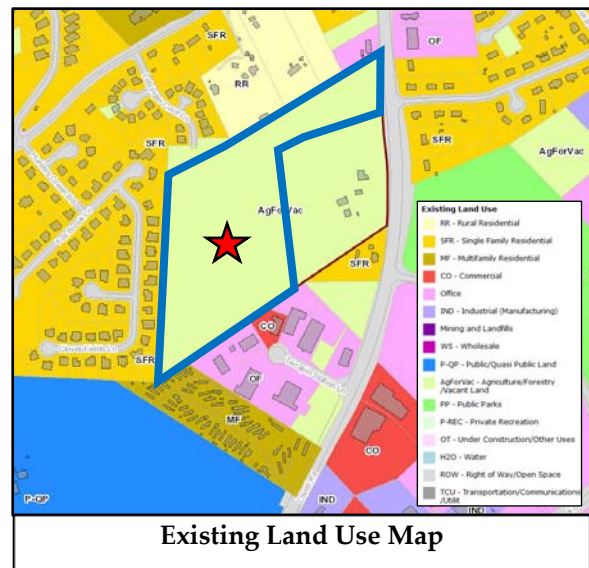 SFR
OF
RR
SFR
SFR
AgForVac
AgForVac
SFR
CO
SFR
OF
MF
CO
IND
P-QP
IND
Existing Land Use
RR - Rural Residential
SFR - Single Family Residential
MF - Multifamily Residential
CO - Commercial
Office
IND - Industrial (Manufacturing)
Mining and Landfills
WS - Wholesale
P-QP - Public/Quasi Public Land
AgForVac - Agriculture/Forestry
/Vacant Land
PP - Public Parks
P-REC - Private Recreation
OT - Under Construction/Other Uses
H2O - Water
ROW - Right of Way/Open Space
TCU - Transportation/Communications
/Utilit
Existing Land Use Map